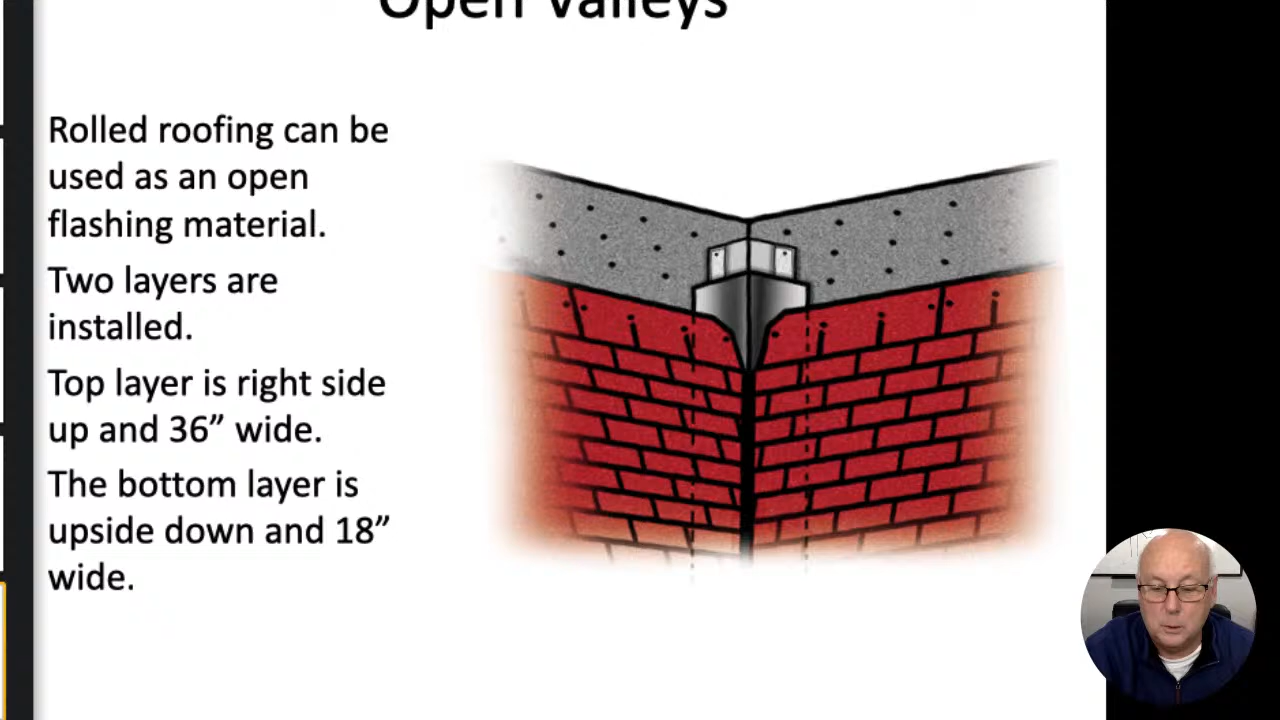 Open Valleys
Rolled roofing can be
used as an open
flashing material.
Two layers are
installed.
Top layer is right side
up and 36” wide.
The bottom layer is
upside down and 18”
wide.